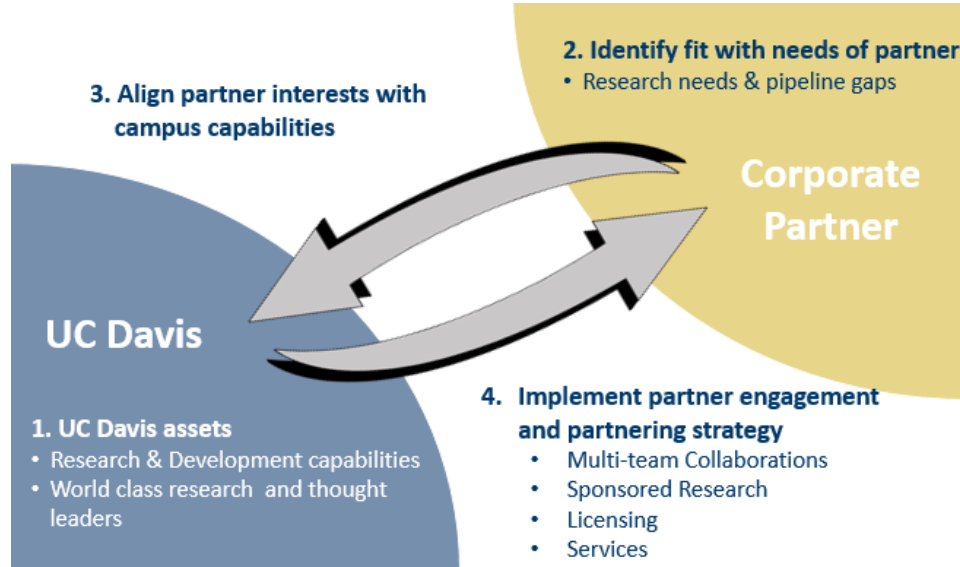 2. Identify fit with needs of partner
• Research needs & pipeline gaps
3. Align partner interests with
campus capabilities
Corporate
Partner
UC Davis
1. UC Davis assets
• Research & Development capabilities
• World class research and thought
leaders
4. Implement partner engagement
and partnering strategy
• Multi-team Collaborations
• Sponsored Research
• Licensing
• Services